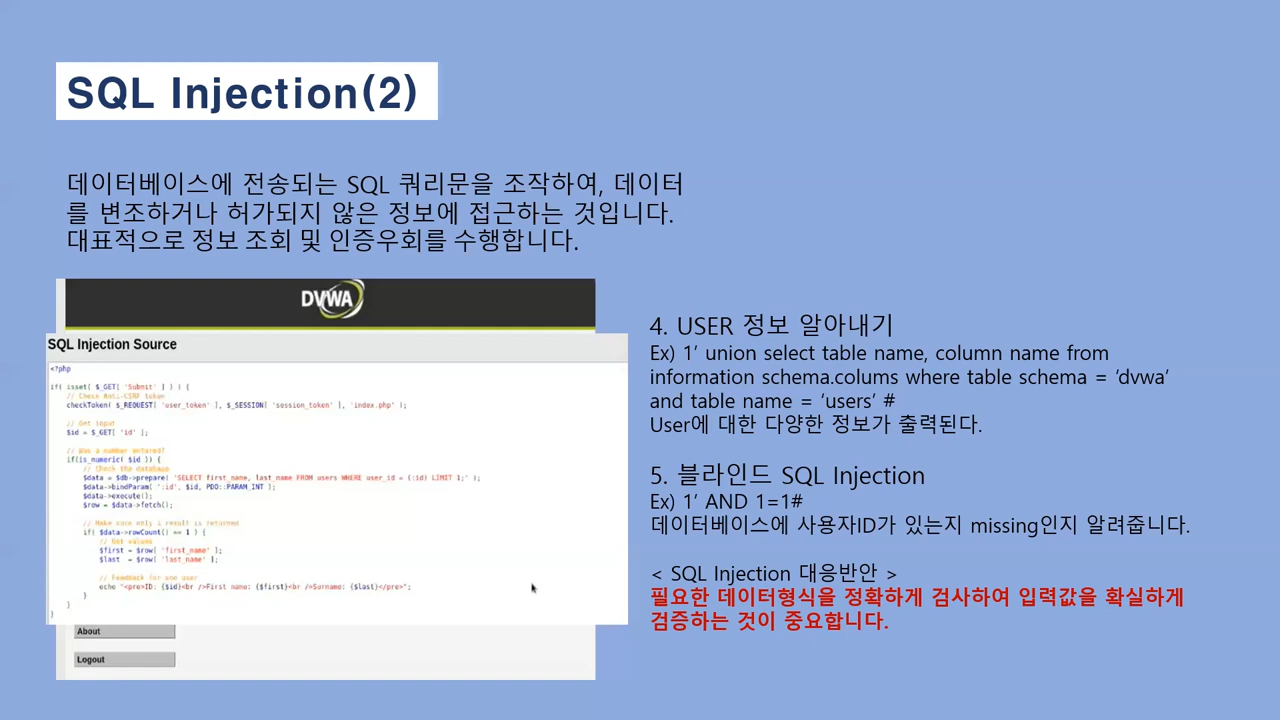 SQL Injection(2)
데이터베이스에 전송되는 SQL 쿼리문을 조작하여, 데이터
를 변조하거나 허가되지 않은 정보에 접근하는 것입니다.
대표적으로 정보 조회 및 인증우회를 수행합니다.
DVWA
SQL Injection Source
<?php
if( isset( $_GET[ 'Submit' ] ) ) {
// Check Anti-CSRF token
checkToken( $_REQUEST[ 'user_token' ], $_SESSION[ 'session_token' ], 'index.php' );
// Get input
$id = $_GET[ 'id' ];
// Was a number entered?
if(is_numeric( $id )) {
// Check the database
$data = $db->prepare( 'SELECT first_name, last_name FROM users WHERE user_id = (:id) LIMIT 1;' );
$data->bindParam( ':id', $id, PDO::PARAM_INT );
$data->execute();
$row = $data->fetch();
// Make sure only 1 result is returned
if( $data->rowCount() == 1 ) {
// Get values
$first = $row[ 'first_name' ];
$last = $row[ 'last_name' ];
// Feedback for end user
echo "<pre>ID: {$id}<br />First name: {$first}<br />Surname: {$last}</pre>";
}
}
}
About
Logout
4. USER 정보 알아내기
Ex) 1’ union select table name, column name from
information schema.colums where table schema = ‘dvwa’
and table name = ‘users’ #
User에 대한 다양한 정보가 출력된다.
5. 블라인드 SQL Injection
Ex) 1’ AND 1=1#
데이터베이스에 사용자ID가 있는지 missing인지 알려줍니다.
< SQL Injection 대응반안 >
필요한 데이터형식을 정확하게 검사하여 입력값을 확실하게
검증하는 것이 중요합니다.